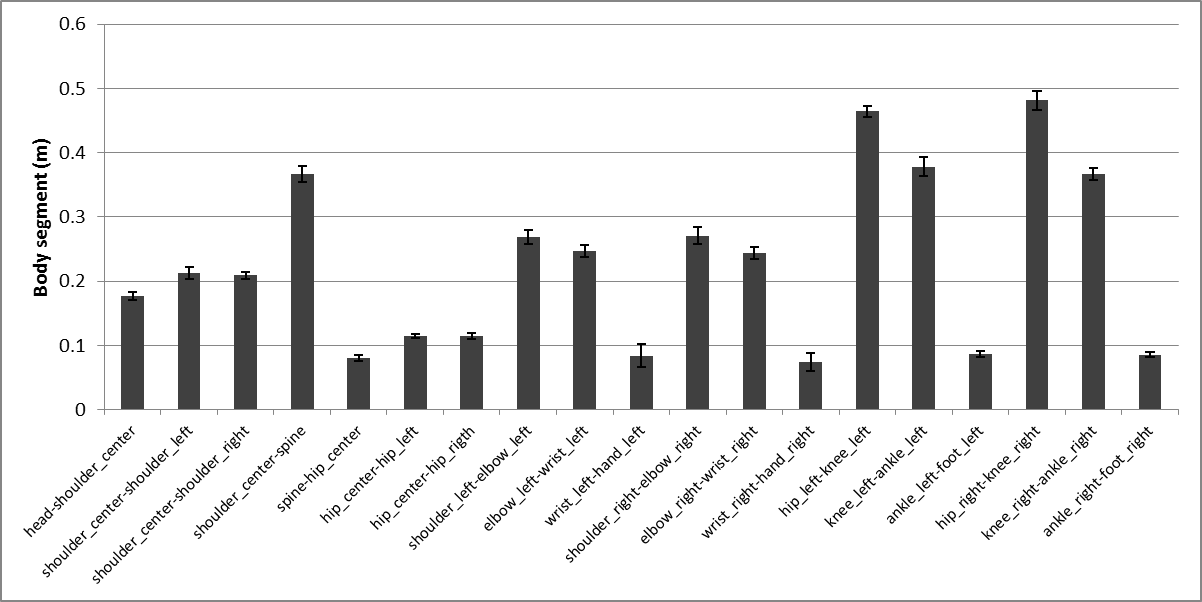 Body segment (m)
0.6
0.5
0.4
0.3
0.2
0.1
0
head-shoulder_center
shoulder_center-shoulder_left
shoulder_center-shoulder_right
shoulder_center-spine
spine-hip_center
hip_center-hip_left
hip_center-hip_rigth
shoulder_left-elbow_left
elbow_left-wrist_left
wrist_left-hand_left
shoulder_right-elbow_right
elbow_right-wrist_right
wrist_right-hand_right
hip_left-knee_left
knee_left-ankle_left
ankle_left-foot_left
hip_right-knee_right
knee_right-ankle_right
ankle_right-foot_right